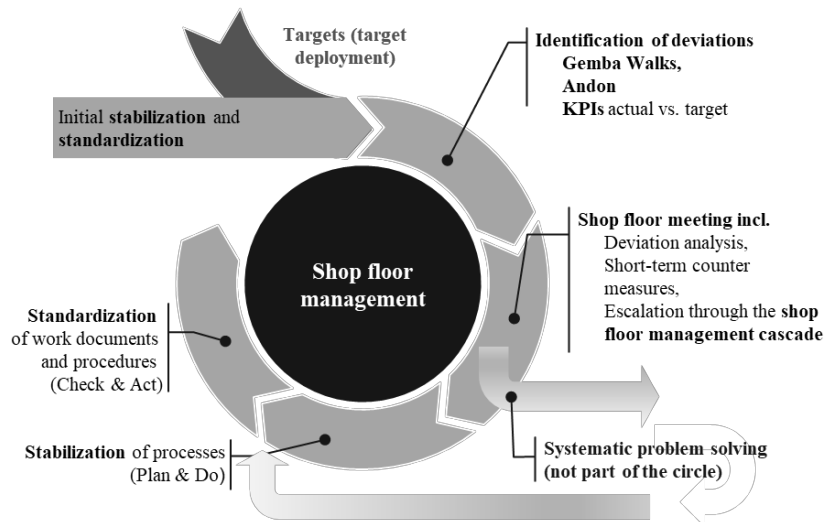 Targets (target
deployment)
Initial stabilization and
standardization
Identification of deviations
Gemba Walks,
Andon
KPIs actual vs. target
Shop floor
management
Shop floor meeting incl.
Deviation analysis,
Short-term counter
measures,
Escalation through the shop
floor management cascade
Standardization
of work documents
and procedures
(Check & Act)
Stabilization of processes
(Plan & Do)
Systematic problem solving
(not part of the circle)